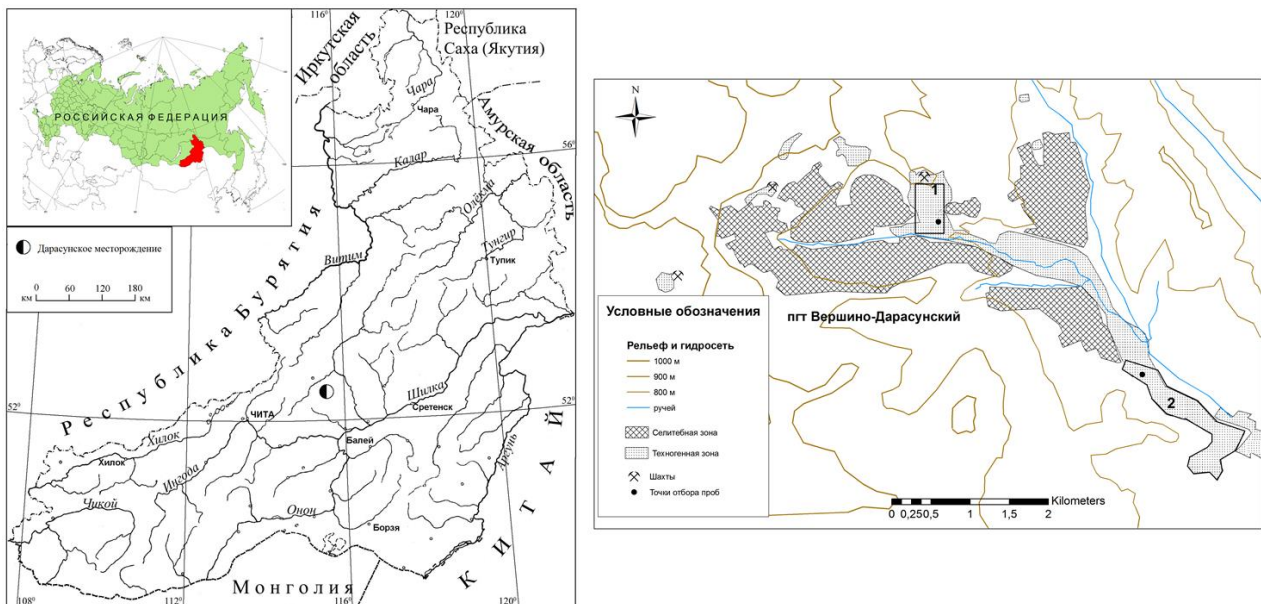 РОССИЙСКАЯ ФЕДЕРАЦИЯ
Дарасунское месторождение
0 60 120 180
км км
116°
120°
Иркутская
область
Республика
Саха (Якутия)
Амурская область
56°
Чара
Чара
Калар
Олёкма
Тунгир
Тупик
Витим
Республика Бурятия
52°
52°
ЧИТА
Шилка
Сретенск
Балей
Хилок
Хилок
Ингода
Чикой
Онон
Борзя
Аргунь
КИТАЙ
Монголия
108°
112°
116°
120°
N
1
2
пгт Вершино-Дарасунский
Условные обозначения
Рельеф и гидросеть
1000 м
900 м
800 м
ручей
Селитебная зона
Техногенная зона
Шахты
Точки отбора проб
Kilometers
0 0,25 0,5 1 1,5 2